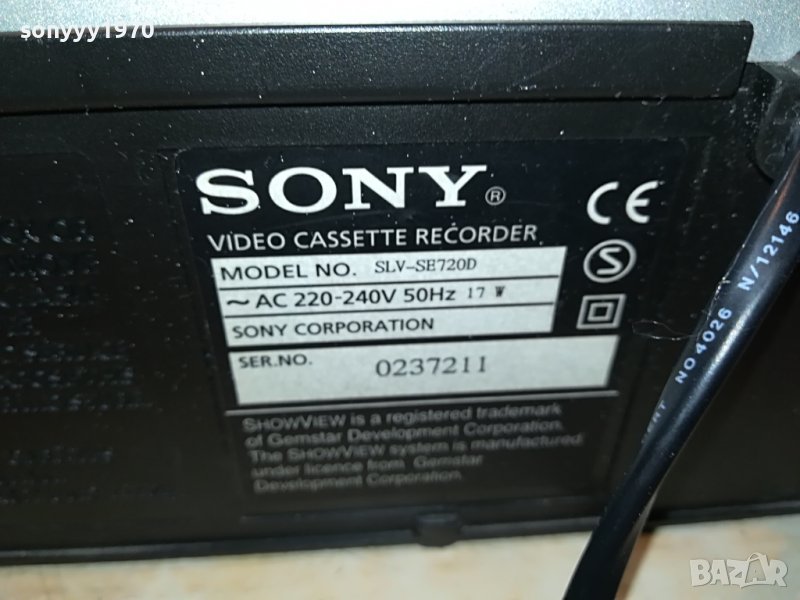 sonyyy1970
SONY®
CE
VIDEO CASSETTE RECORDER
MODEL NO. SLV-SE720D
S
~ AC 220-240V 50Hz 17 W
SONY CORPORATION
SER.NO. 0237211
SHOWVIEW is a registered trademark
of Gemstar Development Corporation.
The SHOWVIEW system is manufactured
under licence from Gemstar
Development Corporation.
NO 4026 N/12146
BAZAR